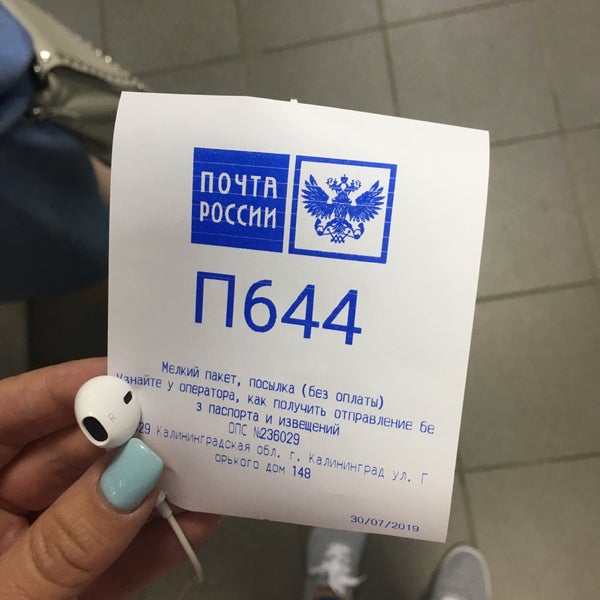 ПОЧТА
РОССИИ
П644
Мелкий пакет, посылка (без оплаты)
Узнайте у оператора, как получить отправление бе
з паспорта и извещений
ОПС №236029
29 Калининградская обл. г. Калининград ул. Г
орького дом 148
30/07/2019
R